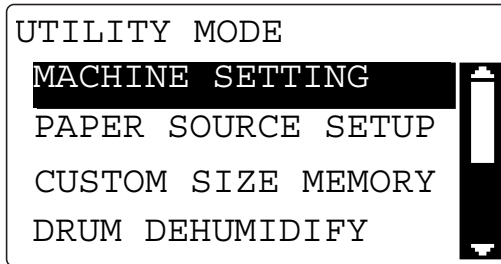 UTILITY MODE
MACHINE SETTING
PAPER SOURCE SETUP
CUSTOM SIZE MEMORY
DRUM DEHUMIDIFY